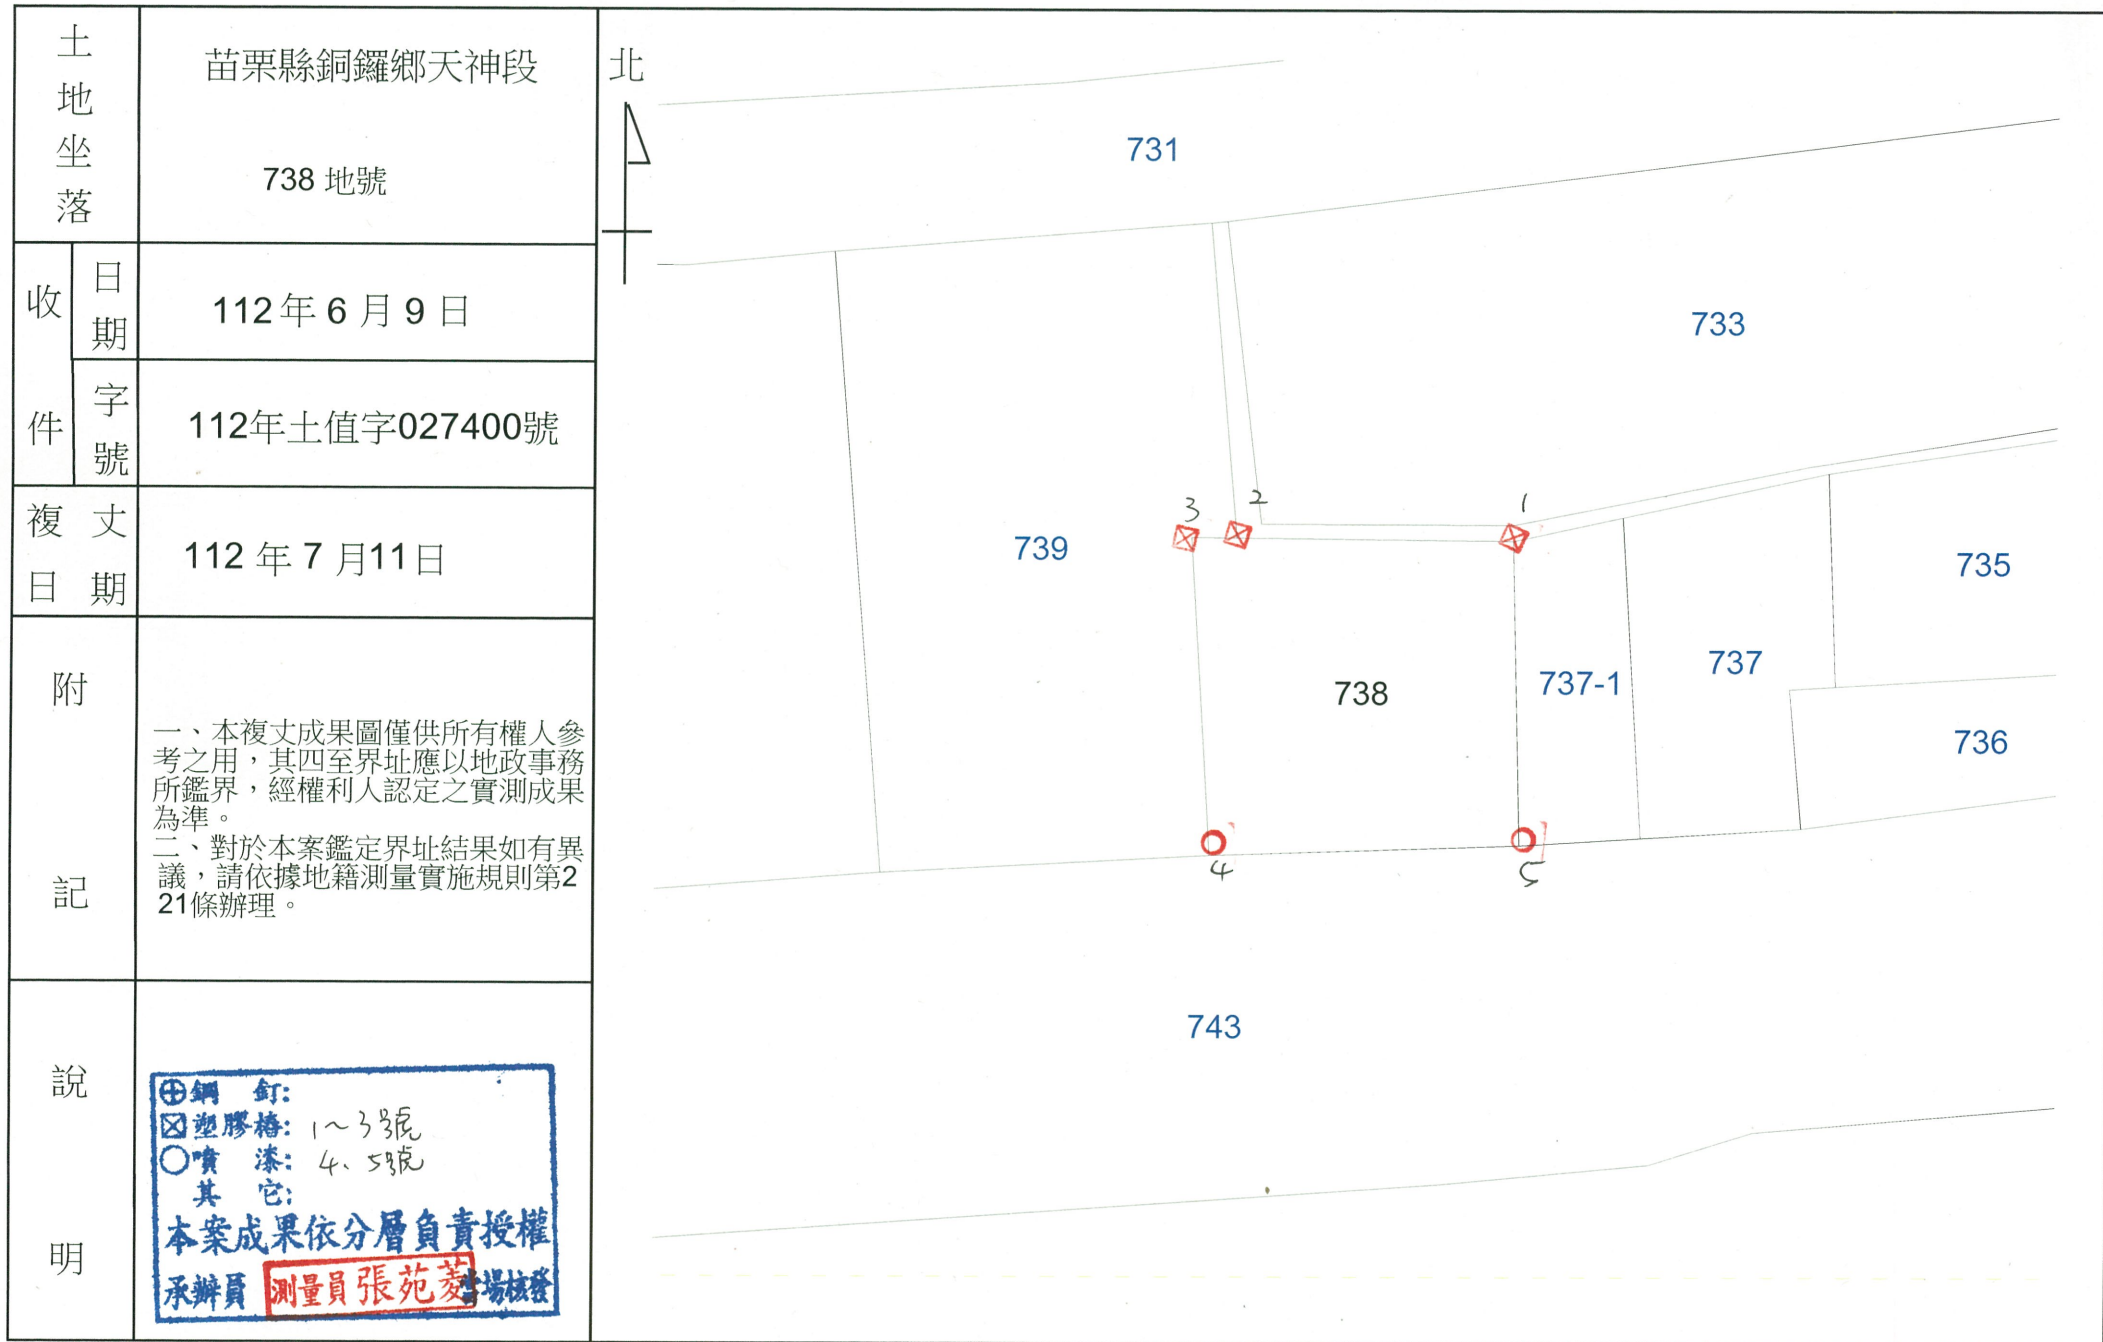 土地坐落
苗栗縣銅鑼鄉天神段
738 地號
收件
日期
112年 6 月 9 日
字號
112年土值字027400號
複丈日期
112 年 7 月11日
附記
一、本複丈成果圖僅供所有權人參
考之用，其四至界址應以地政事務
所鑑界，經權利人認定之實測成果
為準。
二、對於本案鑑定界址結果如有異
議，請依據地籍測量實施規則第2
21條辦理。
說明
鋼釘:
塑膠樁: 1~3號
噴漆: 4、5號
其它:
本案成果依分層負責授權
承辦員 測量員張苑菱當場核發
北
731
733
3
2
1
739
735
738
737-1
737
736
4
5
743